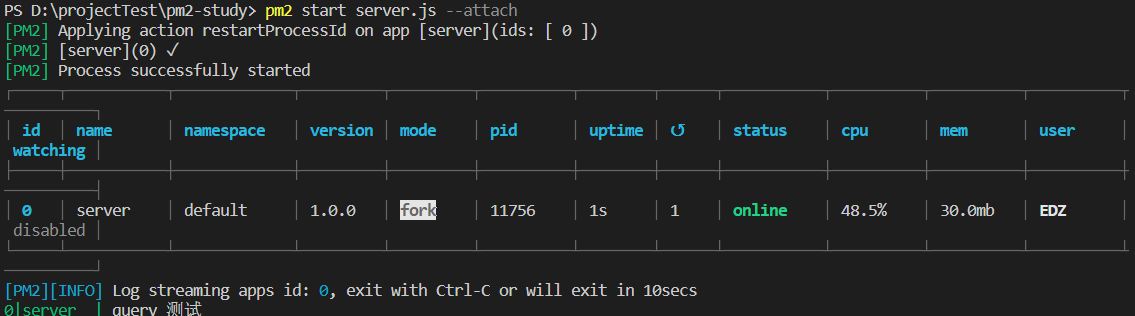 PS D:\projectTest\pm2-study> pm2 start server.js --attach
[PM2] Applying action restartProcessId on app [server](ids: [ 0 ])
[PM2] [server](0) ✓
[PM2] Process successfully started
│ id │ name │ namespace │ version │ mode │ pid │ uptime │ ↺ │ status │ cpu │ mem │ user │
watching │
│ 0 │ server │ default │ 1.0.0 │ fork │ 11756 │ 1s │ 1 │ online │ 48.5% │ 30.0mb │ EDZ │
disabled │
[PM2][INFO] Log streaming apps id: 0, exit with Ctrl-C or will exit in 10secs
0|server | query 测试